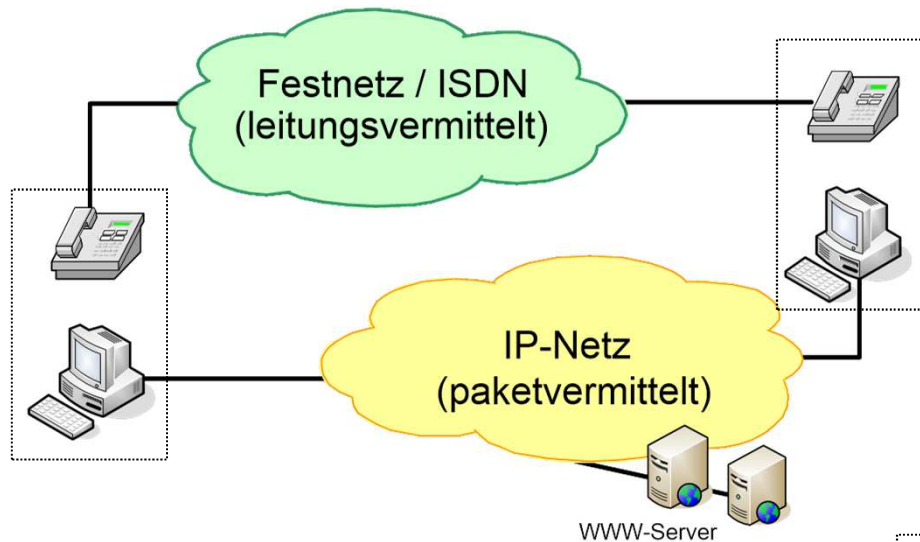 Festnetz / ISDN
(leitungsvermittelt)
IP-Netz
(paketvermittelt)
WWW-Server